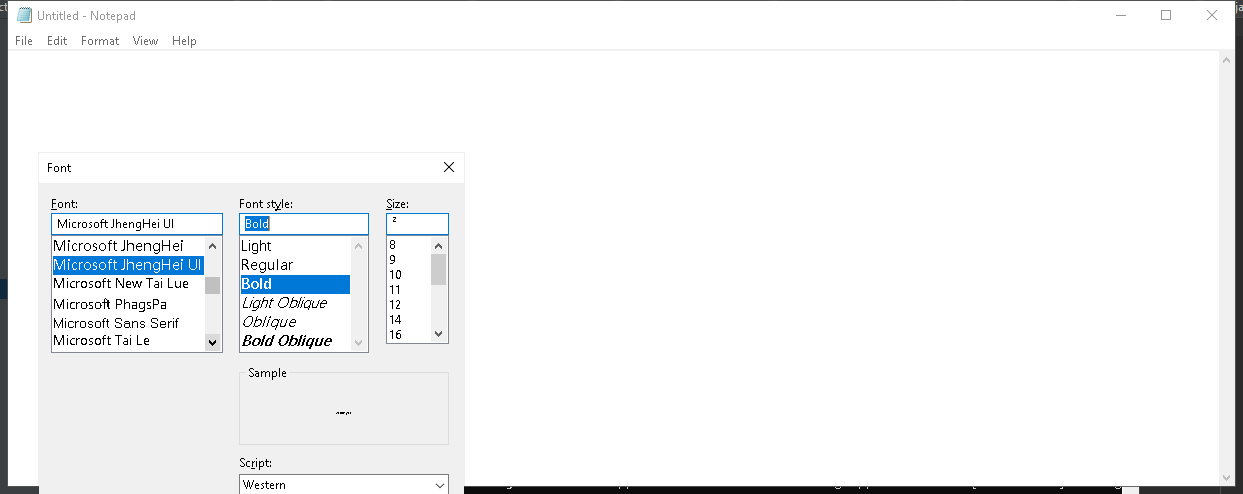 Untitled - Notepad
File Edit Format View Help
Font
Font: Font style: Size:
Microsoft JhengHei UI Bold ²
Microsoft JhengHei Light 8
Microsoft JhengHei UI Regular 9
Microsoft New Tai Lue Bold 10
Microsoft PhagsPa Light Oblique 11
Microsoft Sans Serif Oblique 12
Microsoft Tai Le Bold Oblique 14
16
Sample
Script:
Western